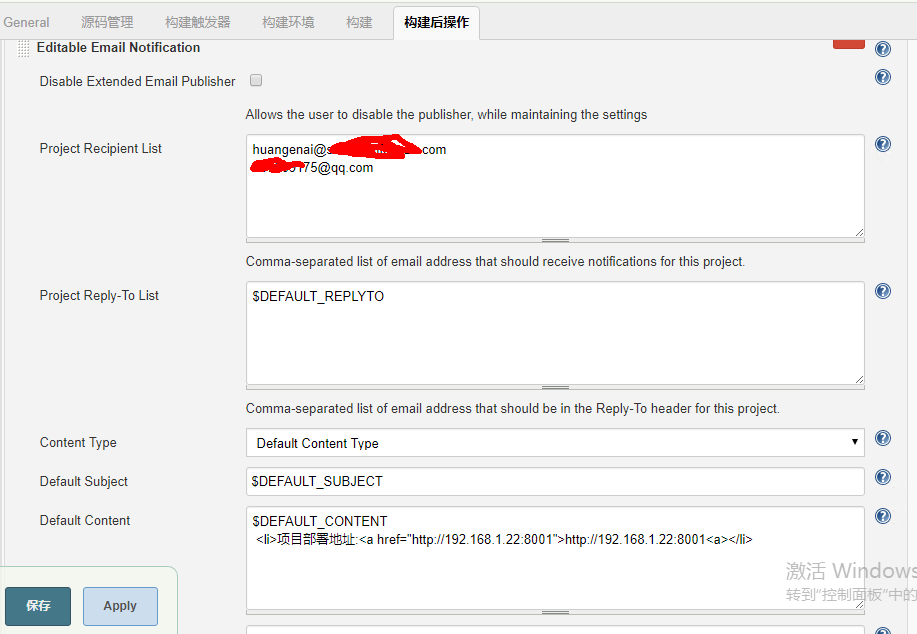 General 源码管理 构建触发器 构建环境 构建 构建后操作
Editable Email Notification
Disable Extended Email Publisher
Allows the user to disable the publisher, while maintaining the settings
Project Recipient List
huangenai@s com
175@qq.com
Comma-separated list of email address that should receive notifications for this project.
Project Reply-To List
$DEFAULT_REPLYTO
Comma-separated list of email address that should be in the Reply-To header for this project.
Content Type
Default Content Type
Default Subject
$DEFAULT_SUBJECT
Default Content
$DEFAULT_CONTENT
<li>项目部署地址:<a href="http://192.168.1.22:8001">http://192.168.1.22:8001<a></li>
激活 Windows
转到"控制面板"中的
保存 Apply